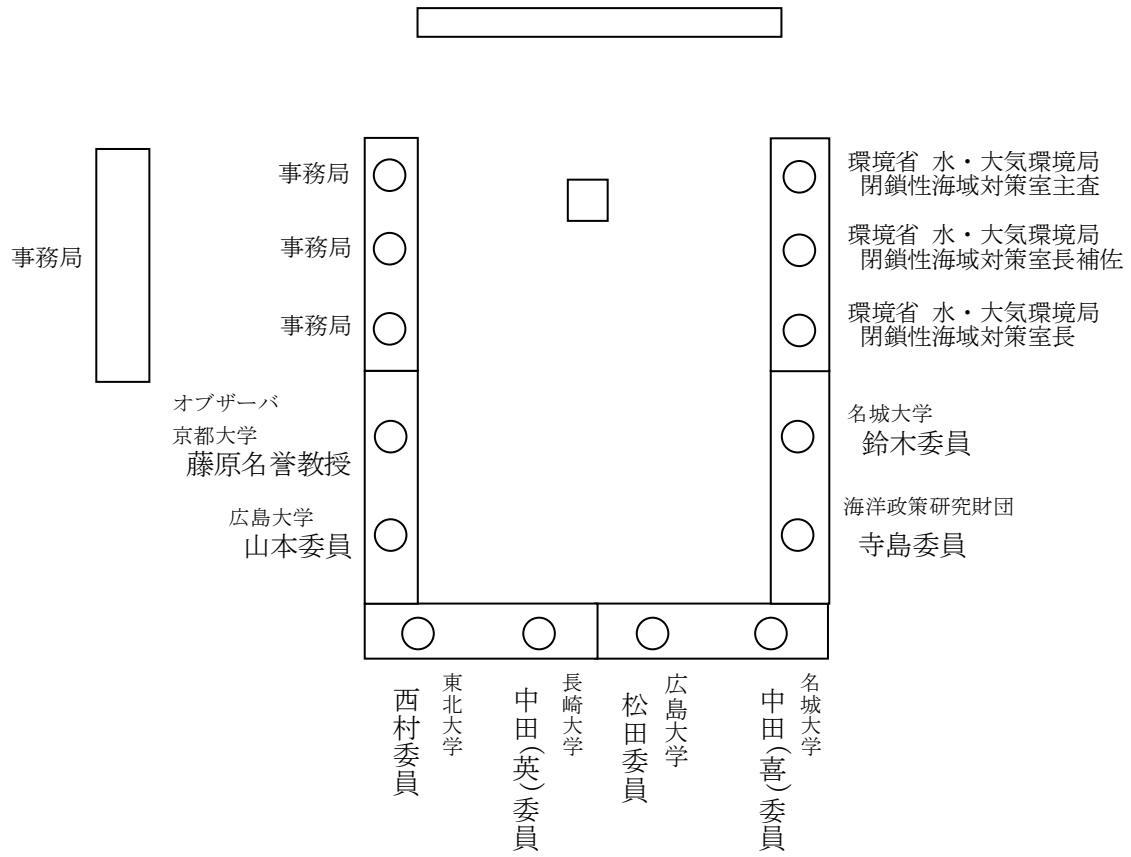 事務局
事務局
事務局
事務局
オブザーバ
京都大学
藤原名誉教授
広島大学
山本委員
環境省 水・大気環境局
閉鎖性海域対策室主査
環境省 水・大気環境局
閉鎖性海域対策室長補佐
環境省 水・大気環境局
閉鎖性海域対策室長
名城大学
鈴木委員
海洋政策研究財団
寺島委員
東北大学
西村委員
長崎大学
中田(英)委員
広島大学
松田委員
名城大学
中田(喜)委員